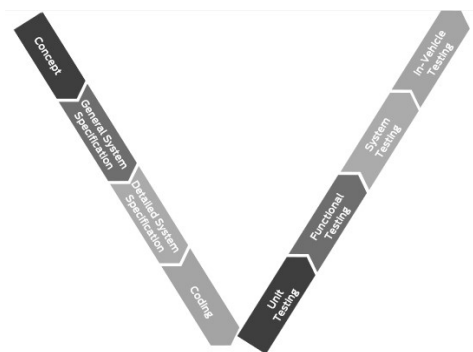 Concept
General System
Specification
Detailed System
Specification
Coding
Unit
Testing
Functional
Testing
System
Testing
In-Vehicle
Testing